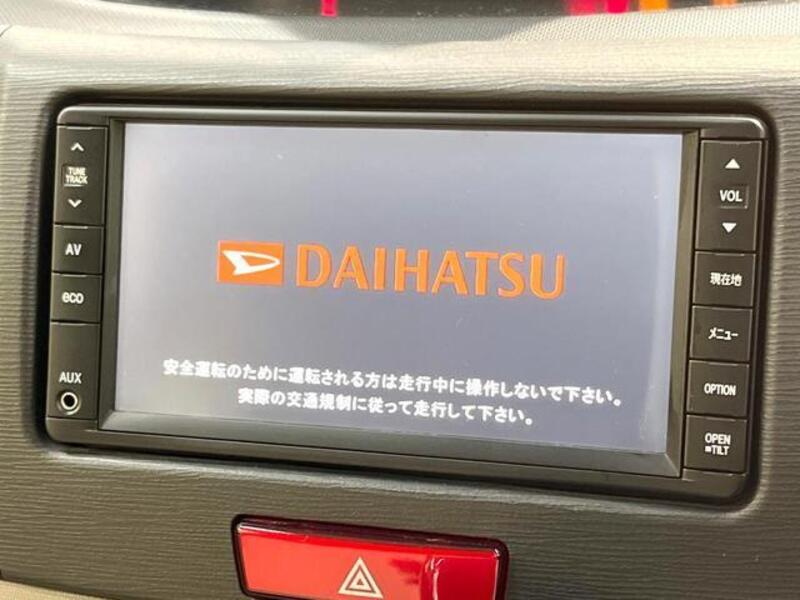 TUNE
TRACK
AV
eco
AUX
DAIHATSU
安全運転のために運転される方は走行中に操作しないで下さい。
実際の交通規制に従って走行して下さい。
VOL
現在地
メニュー
OPTION
OPEN
TILT